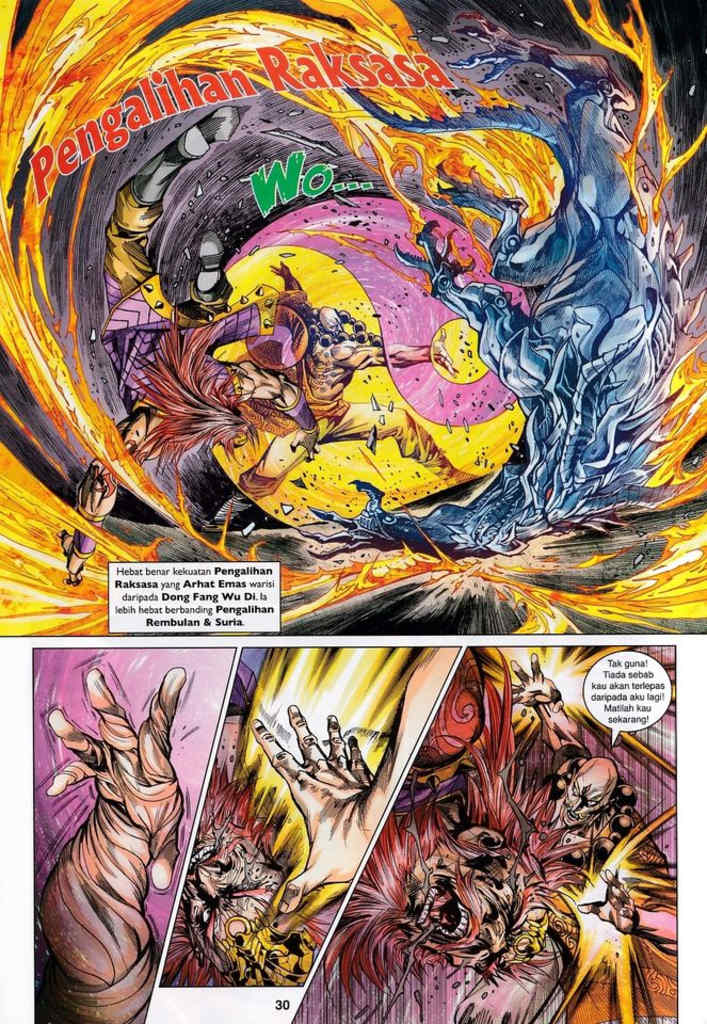 Pengalihan Raksasa
Wo...
Hebat benar kekuatan Pengalihan
Raksasa yang Arhat Emas warisi
daripada Dong Fang Wu Di. Ia
lebih hebat berbanding Pengalihan
Rembulan & Suria.
Tak guna!
Tiada sebab
kau akan terlepas
daripada aku lagi!
Matilah kau
sekarang!
30